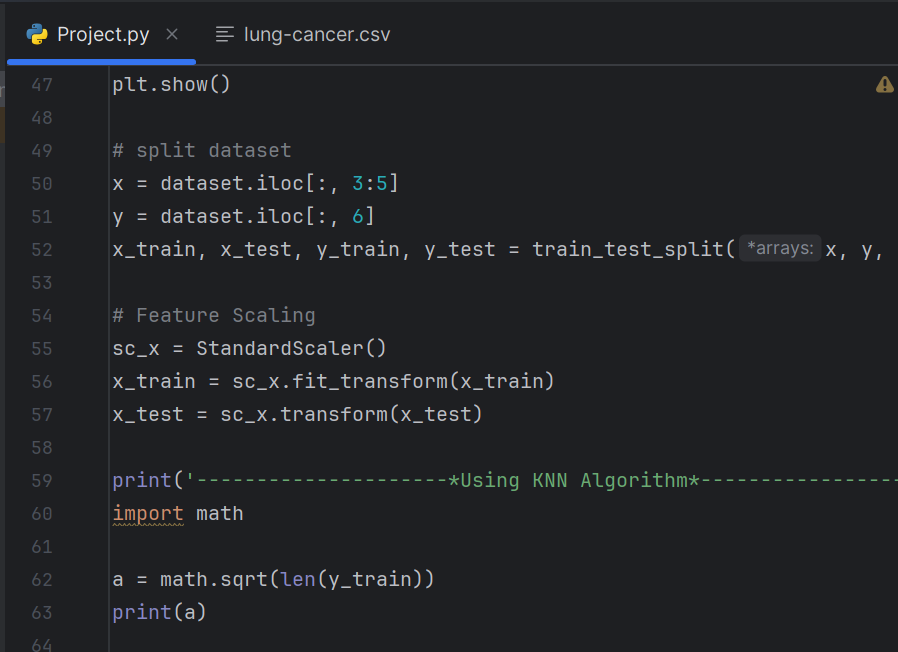 Project.py × lung-cancer.csv
47 plt.show()
48
49 # split dataset
50 x = dataset.iloc[:, 3:5]
51 y = dataset.iloc[:, 6]
52 x_train, x_test, y_train, y_test = train_test_split( *arrays: x, y,
53
54 # Feature Scaling
55 sc_x = StandardScaler()
56 x_train = sc_x.fit_transform(x_train)
57 x_test = sc_x.transform(x_test)
58
59 print('---------------------*Using KNN Algorithm*-----------------
60 import math
61
62 a = math.sqrt(len(y_train))
63 print(a)
64